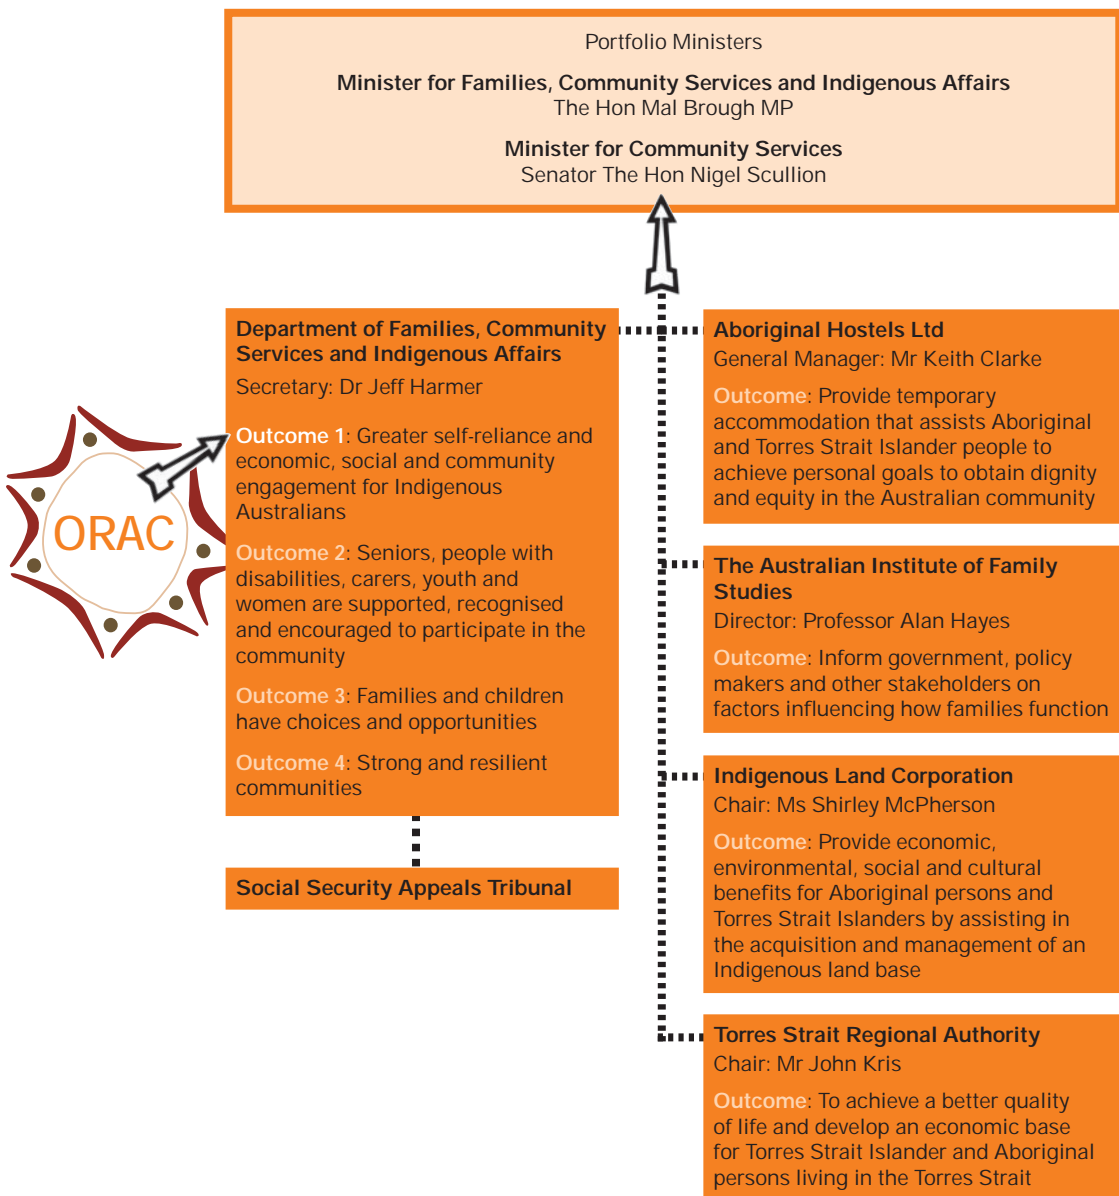 Portfolio Ministers
Minister for Families, Community Services and Indigenous Affairs
The Hon Mal Brough MP
Minister for Community Services
Senator The Hon Nigel Scullion
ORAC
Department of Families, Community
Services and Indigenous Affairs
Secretary: Dr Jeff Harmer
Outcome 1: Greater self-reliance and
economic, social and community
engagement for Indigenous
Australians
Outcome 2: Seniors, people with
disabilities, carers, youth and
women are supported, recognised
and encouraged to participate in the
community
Outcome 3: Families and children
have choices and opportunities
Outcome 4: Strong and resilient
communities
Social Security Appeals Tribunal
Aboriginal Hostels Ltd
General Manager: Mr Keith Clarke
Outcome: Provide temporary
accommodation that assists Aboriginal
and Torres Strait Islander people to
achieve personal goals to obtain dignity
and equity in the Australian community
The Australian Institute of Family
Studies
Director: Professor Alan Hayes
Outcome: Inform government, policy
makers and other stakeholders on
factors influencing how families function
Indigenous Land Corporation
Chair: Ms Shirley McPherson
Outcome: Provide economic,
environmental, social and cultural
benefits for Aboriginal persons and
Torres Strait Islanders by assisting in
the acquisition and management of an
Indigenous land base
Torres Strait Regional Authority
Chair: Mr John Kris
Outcome: To achieve a better quality
of life and develop an economic base
for Torres Strait Islander and Aboriginal
persons living in the Torres Strait